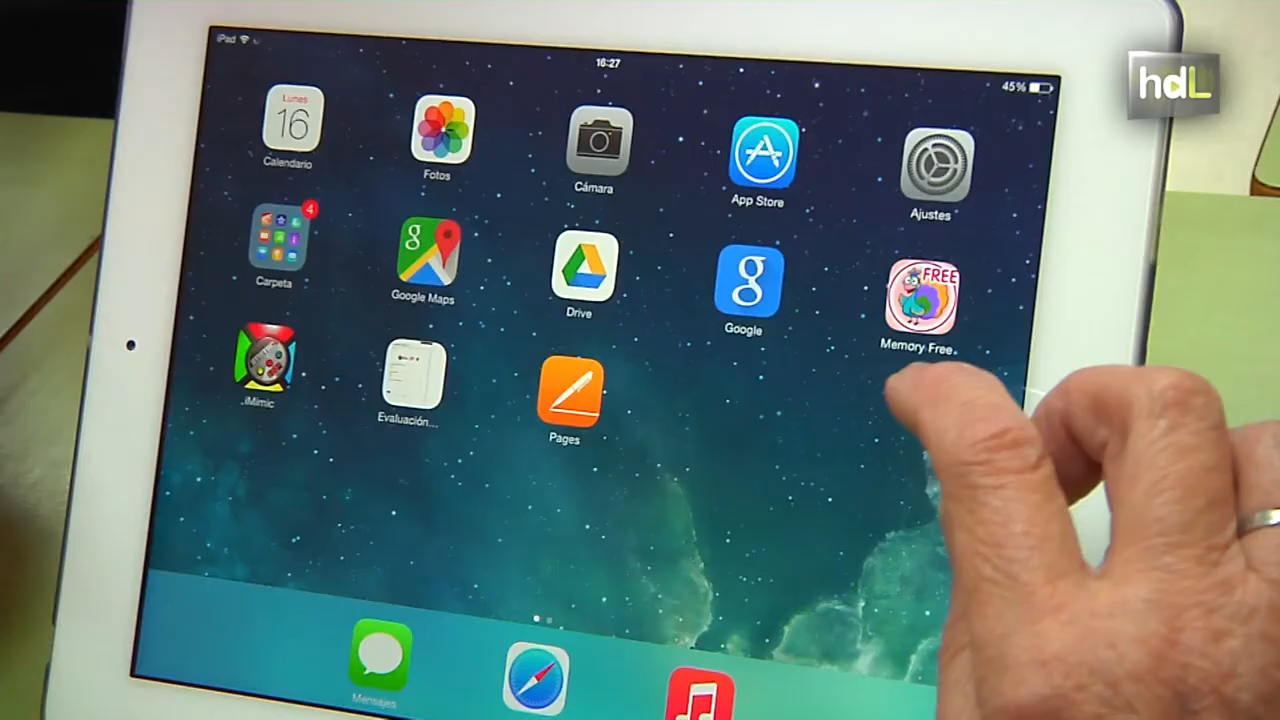 iPad
16:27
45%
hdL
Lunes
16
Calendario
Fotos
Cámara
App Store
Ajustes
4
Carpeta
g
Google Maps
Drive
g
Google
FREE
Memory Free
iMimic
Evaluación...
Pages
Mensajes